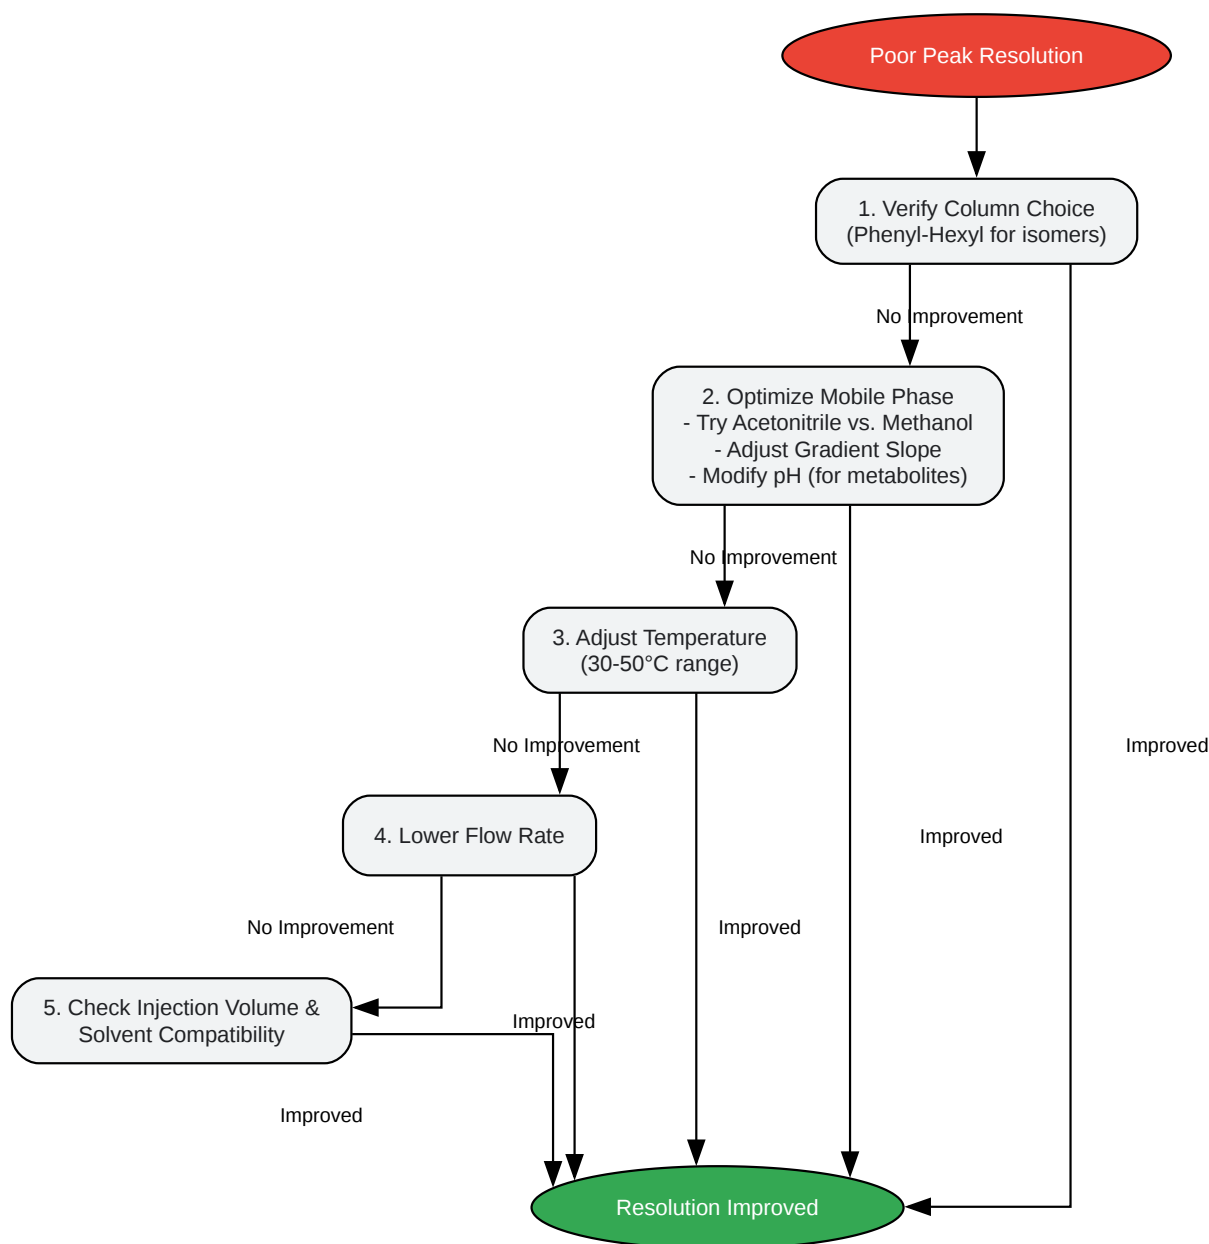 Poor Peak Resolution
1. Verify Column Choice
(Phenyl-Hexyl for isomers)
No Improvement
2. Optimize Mobile Phase
- Try Acetonitrile vs. Methanol
- Adjust Gradient Slope
- Modify pH (for metabolites)
No Improvement
3. Adjust Temperature
(30-50°C range)
No Improvement
Improved
4. Lower Flow Rate
Improved
No Improvement
Improved
5. Check Injection Volume &
Solvent Compatibility
Improved
Improved
Resolution Improved